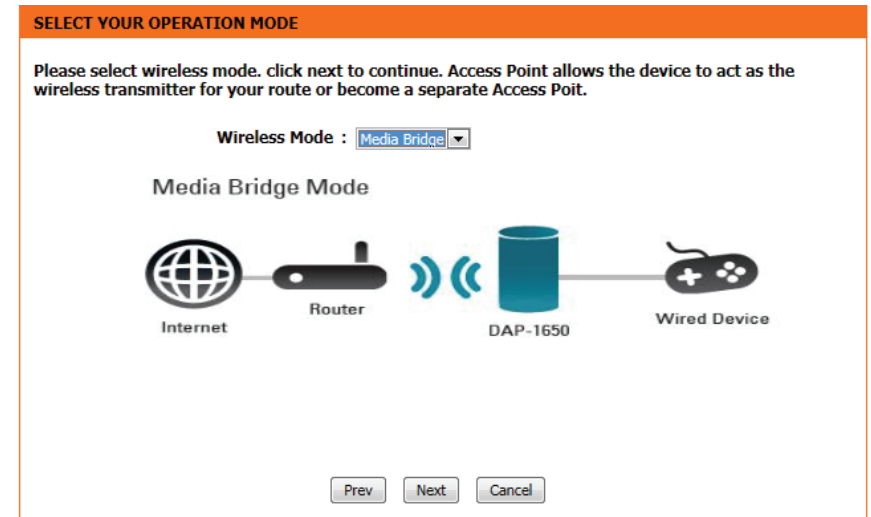 SELECT YOUR OPERATION MODE
Please select wireless mode. click next to continue. Access Point allows the device to act as the
wireless transmitter for your route or become a separate Access Poit.
Wireless Mode : Media Bridge
Media Bridge Mode
Internet
Router
DAP-1650
Wired Device
Prev Next Cancel